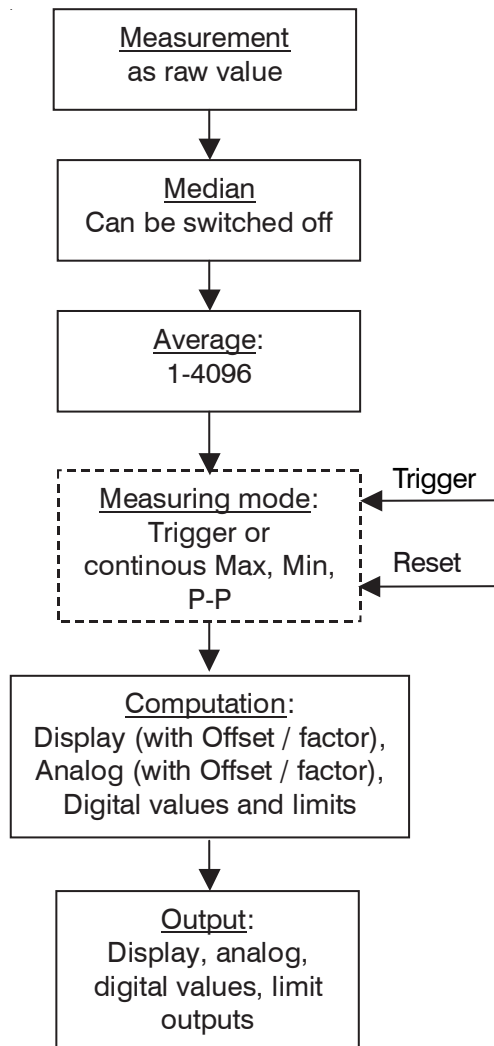 Measurement
as raw value
Median
Can be switched off
Average:
1-4096
Measuring mode:
Trigger or
continous Max, Min,
P-P
Trigger
Reset
Computation:
Display (with Offset / factor),
Analog (with Offset / factor),
Digital values and limits
Output:
Display, analog,
digital values, limit
outputs